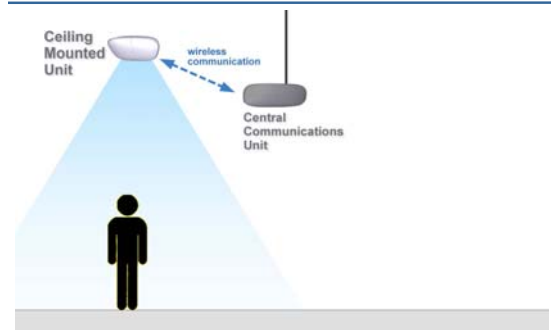 Ceiling
Mounted
Unit
wireless
communication
Central
Communications
Unit